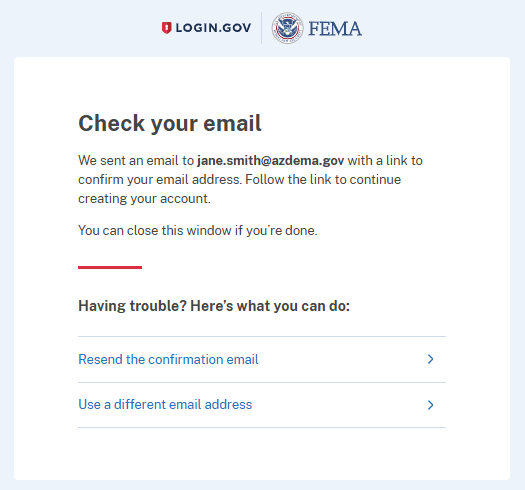 LOGIN.GOV FEMA
Check your email
We sent an email to jane.smith@azdema.gov with a link to
confirm your email address. Follow the link to continue
creating your account.
You can close this window if you’re done.
Having trouble? Here’s what you can do:
Resend the confirmation email
Use a different email address